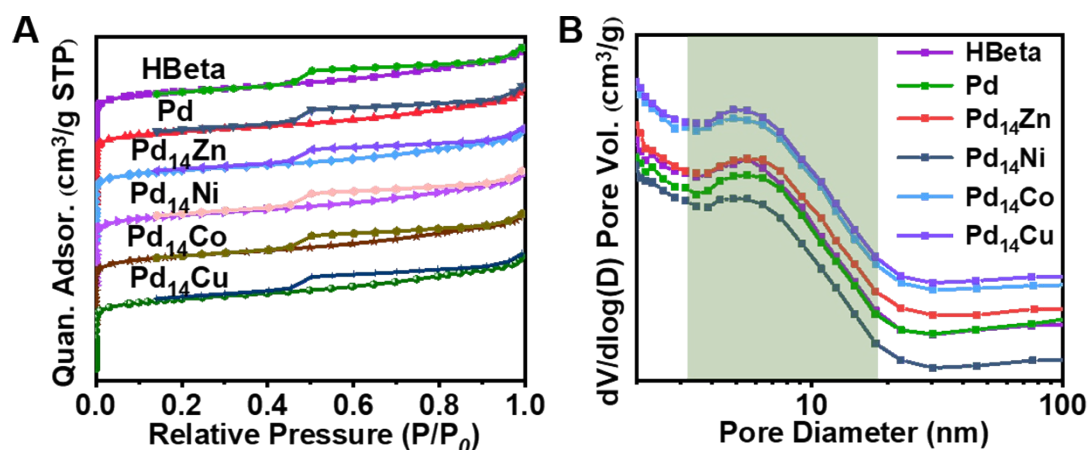 A
Quan. Adsor. (cm³/g STP)
HBeta
Pd
Pd₁₄Zn
Pd₁₄Ni
Pd₁₄Co
Pd₁₄Cu
0.0 0.2 0.4 0.6 0.8 1.0
Relative Pressure (P/P₀)
B
dV/dlog(D) Pore Vol. (cm³/g)
HBeta
Pd
Pd₁₄Zn
Pd₁₄Ni
Pd₁₄Co
Pd₁₄Cu
10 100
Pore Diameter (nm)